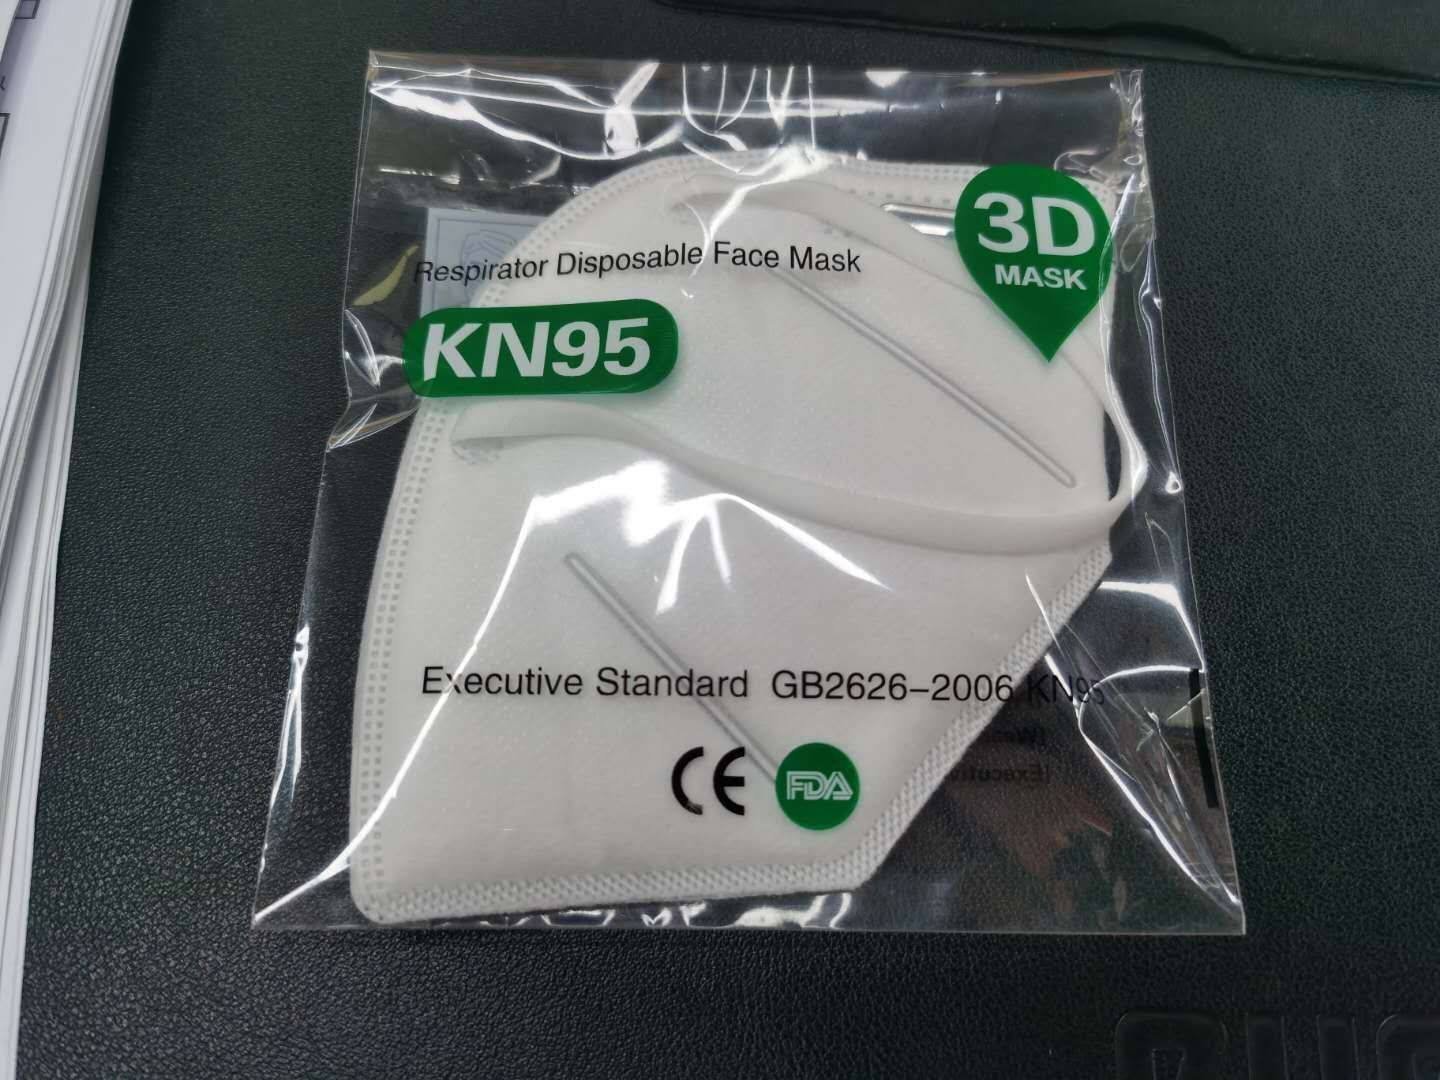 3D
MASK
Respirator Disposable Face Mask
KN95
Executive Standard GB2626-2006 KN95
CE
FDA